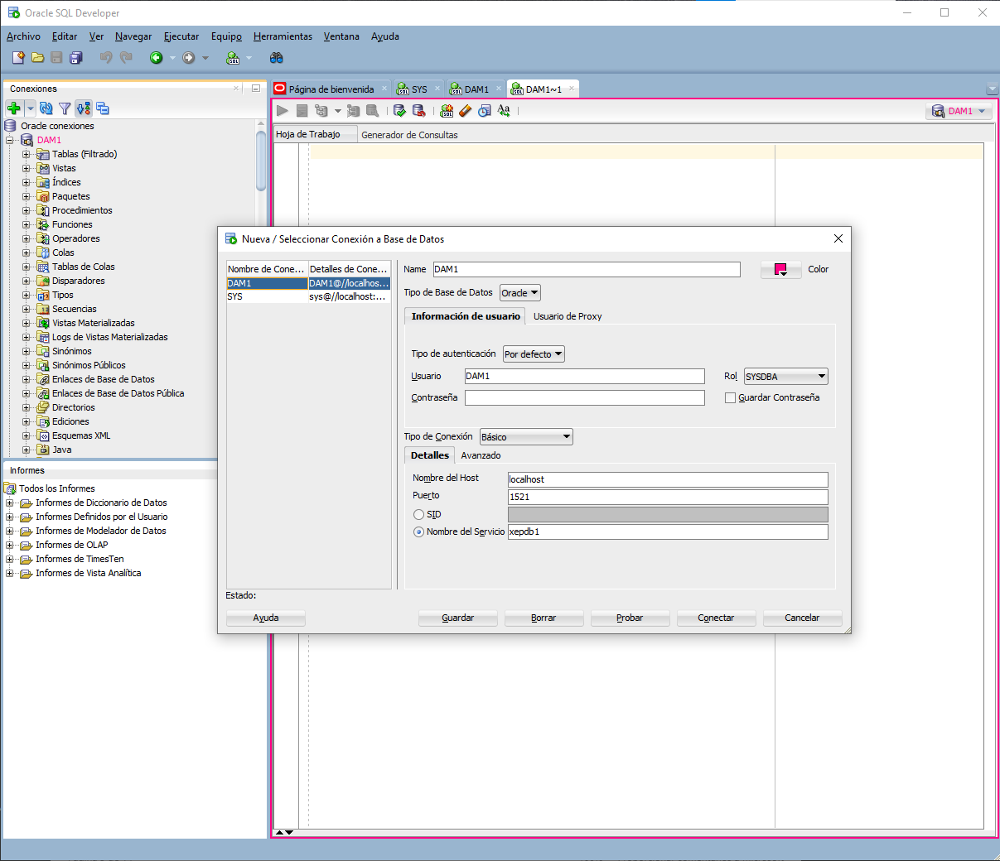 Oracle SQL Developer
Archivo Editar Ver Navegar Ejecutar Equipo Herramientas Ventana Ayuda
Conexiones
Oracle conexiones
DAM1
Tablas (Filtrado)
Vistas
Índices
Paquetes
Procedimientos
Funciones
Operadores
Colas
Tablas de Colas
Disparadores
Tipos
Secuencias
Vistas Materializadas
Logs de Vistas Materializadas
Sinónimos
Sinónimos Públicos
Enlaces de Base de Datos
Enlaces de Base de Datos Pública
Directorios
Ediciones
Esquemas XML
Java
Informes
Todos los Informes
Informes de Diccionario de Datos
Informes Definidos por el Usuario
Informes de Modelador de Datos
Informes de OLAP
Informes de TimesTen
Informes de Vista Analítica
Página de bienvenida SYS DAM1 DAM1~1
Aa
DAM1
Hoja de Trabajo Generador de Consultas
Nueva / Seleccionar Conexión a Base de Datos
Nombre de Cone... Detalles de Cone...
DAM1 DAM1@//localhos...
SYS sys@//localhost:...
Name DAM1 Color
Tipo de Base de Datos Oracle
Información de usuario Usuario de Proxy
Tipo de autenticación Por defecto
Usuario DAM1 Rol SYSDBA
Contraseña Guardar Contraseña
Tipo de Conexión Básico
Detalles Avanzado
Nombre del Host localhost
Puerto 1521
SID
Nombre del Servicio xepdb1
Estado:
Ayuda Guardar Borrar Probar Conectar Cancelar